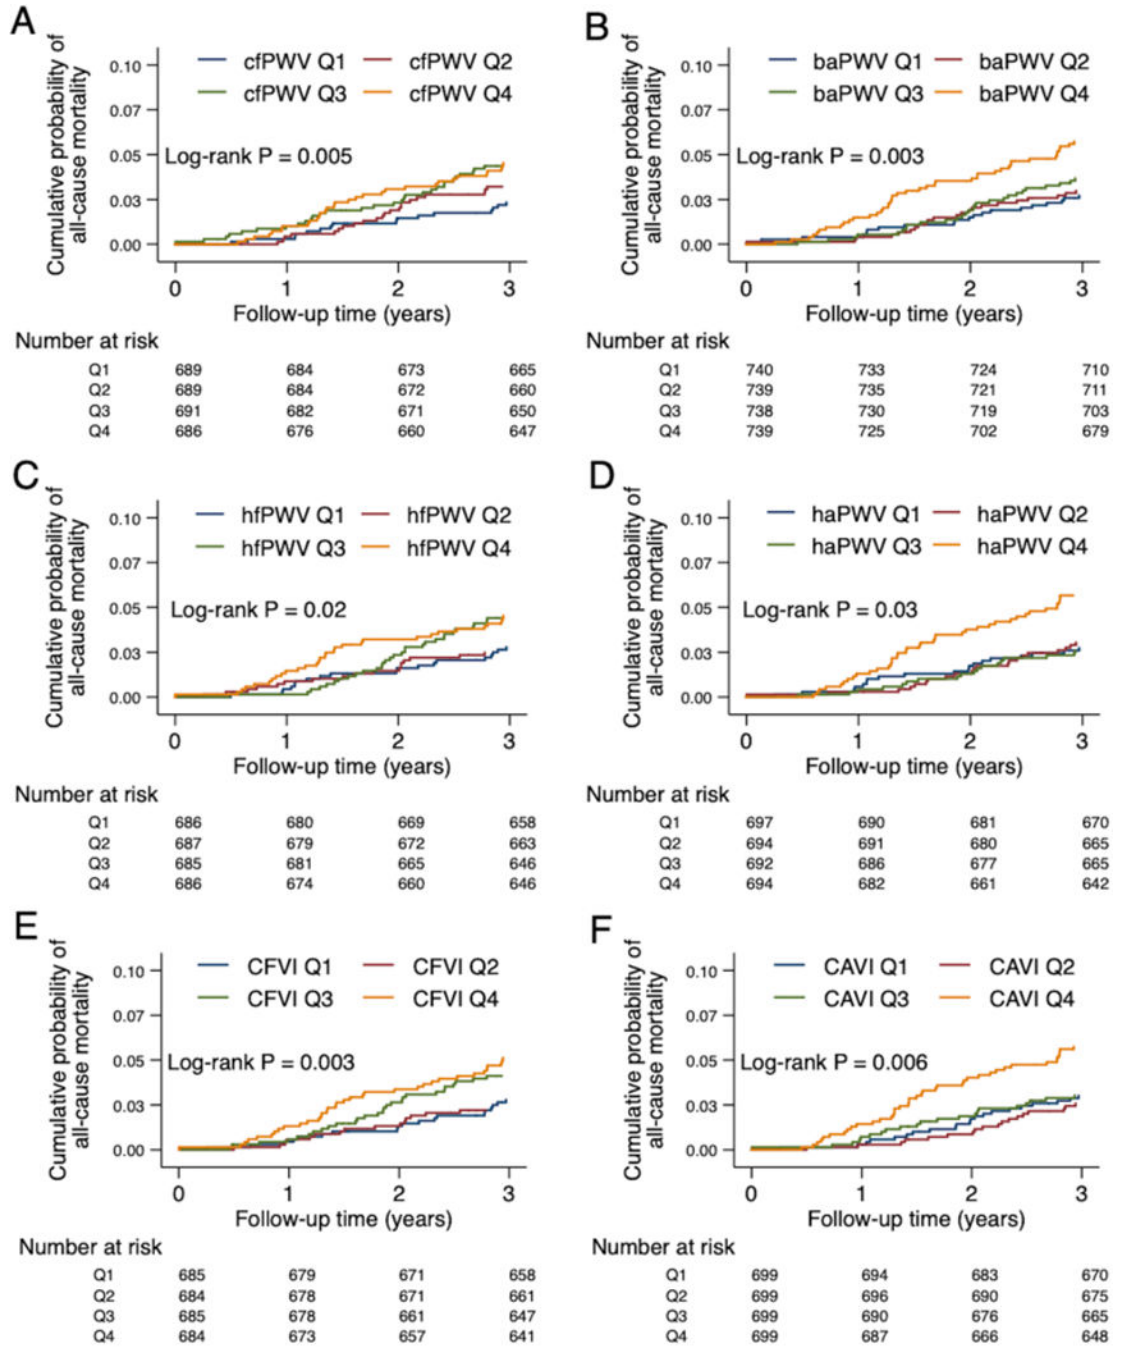 A
Cumulative probability of
all-cause mortality
cfPWV Q1 cfPWV Q2
cfPWV Q3 cfPWV Q4
Log-rank P = 0.005
0.10
0.07
0.05
0.03
0.00
0 1 2 3
Follow-up time (years)
Number at risk
Q1 689 684 673 665
Q2 689 684 672 660
Q3 691 682 671 650
Q4 686 676 660 647
B
Cumulative probability of
all-cause mortality
baPWV Q1 baPWV Q2
baPWV Q3 baPWV Q4
Log-rank P = 0.003
0.10
0.07
0.05
0.03
0.00
0 1 2 3
Follow-up time (years)
Number at risk
Q1 740 733 724 710
Q2 739 735 721 711
Q3 738 730 719 703
Q4 739 725 702 679
C
Cumulative probability of
all-cause mortality
hfPWV Q1 hfPWV Q2
hfPWV Q3 hfPWV Q4
Log-rank P = 0.02
0.10
0.07
0.05
0.03
0.00
0 1 2 3
Follow-up time (years)
Number at risk
Q1 686 680 669 658
Q2 687 679 672 663
Q3 685 681 665 646
Q4 686 674 660 646
D
Cumulative probability of
all-cause mortality
haPWV Q1 haPWV Q2
haPWV Q3 haPWV Q4
Log-rank P = 0.03
0.10
0.07
0.05
0.03
0.00
0 1 2 3
Follow-up time (years)
Number at risk
Q1 697 690 681 670
Q2 694 691 680 665
Q3 692 686 677 665
Q4 694 682 661 642
E
Cumulative probability of
all-cause mortality
CFVI Q1 CFVI Q2
CFVI Q3 CFVI Q4
Log-rank P = 0.003
0.10
0.07
0.05
0.03
0.00
0 1 2 3
Follow-up time (years)
Number at risk
Q1 685 679 671 658
Q2 684 678 671 661
Q3 685 678 661 647
Q4 684 673 657 641
F
Cumulative probability of
all-cause mortality
CAVI Q1 CAVI Q2
CAVI Q3 CAVI Q4
Log-rank P = 0.006
0.10
0.07
0.05
0.03
0.00
0 1 2 3
Follow-up time (years)
Number at risk
Q1 699 694 683 670
Q2 699 696 690 675
Q3 699 690 676 665
Q4 699 687 666 648